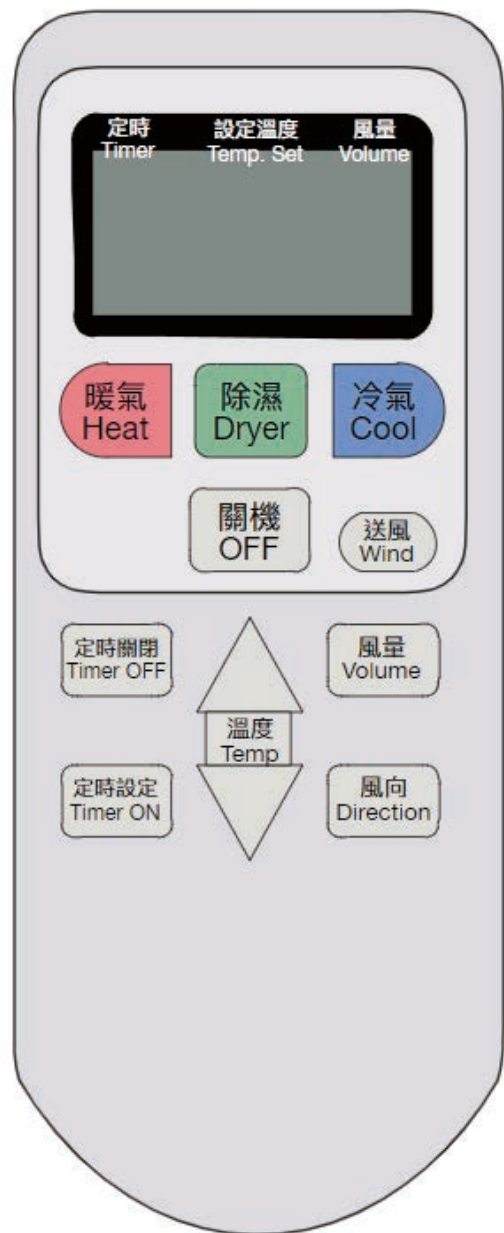 定時 設定溫度 風量
Timer Temp. Set Volume
暖氣 除濕 冷氣
Heat Dryer Cool
關機
OFF
送風
Wind
定時關閉
Timer OFF
風量
Volume
溫度
Temp
定時設定
Timer ON
風向
Direction